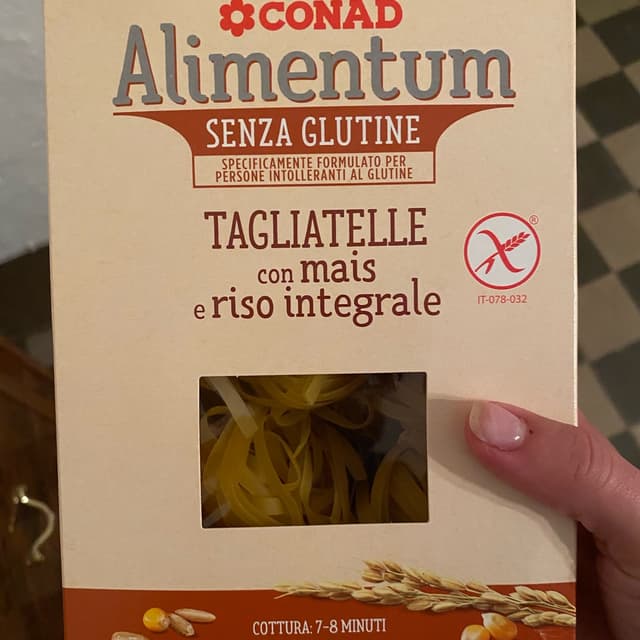 CONAD
Alimentum
SENZA GLUTINE
SPECIFICAMENTE FORMULATO PER
PERSONE INTOLLERANTI AL GLUTINE
TAGLIATELLE
con mais
e riso integrale
®
IT-078-032
COTTURA: 7-8 MINUTI